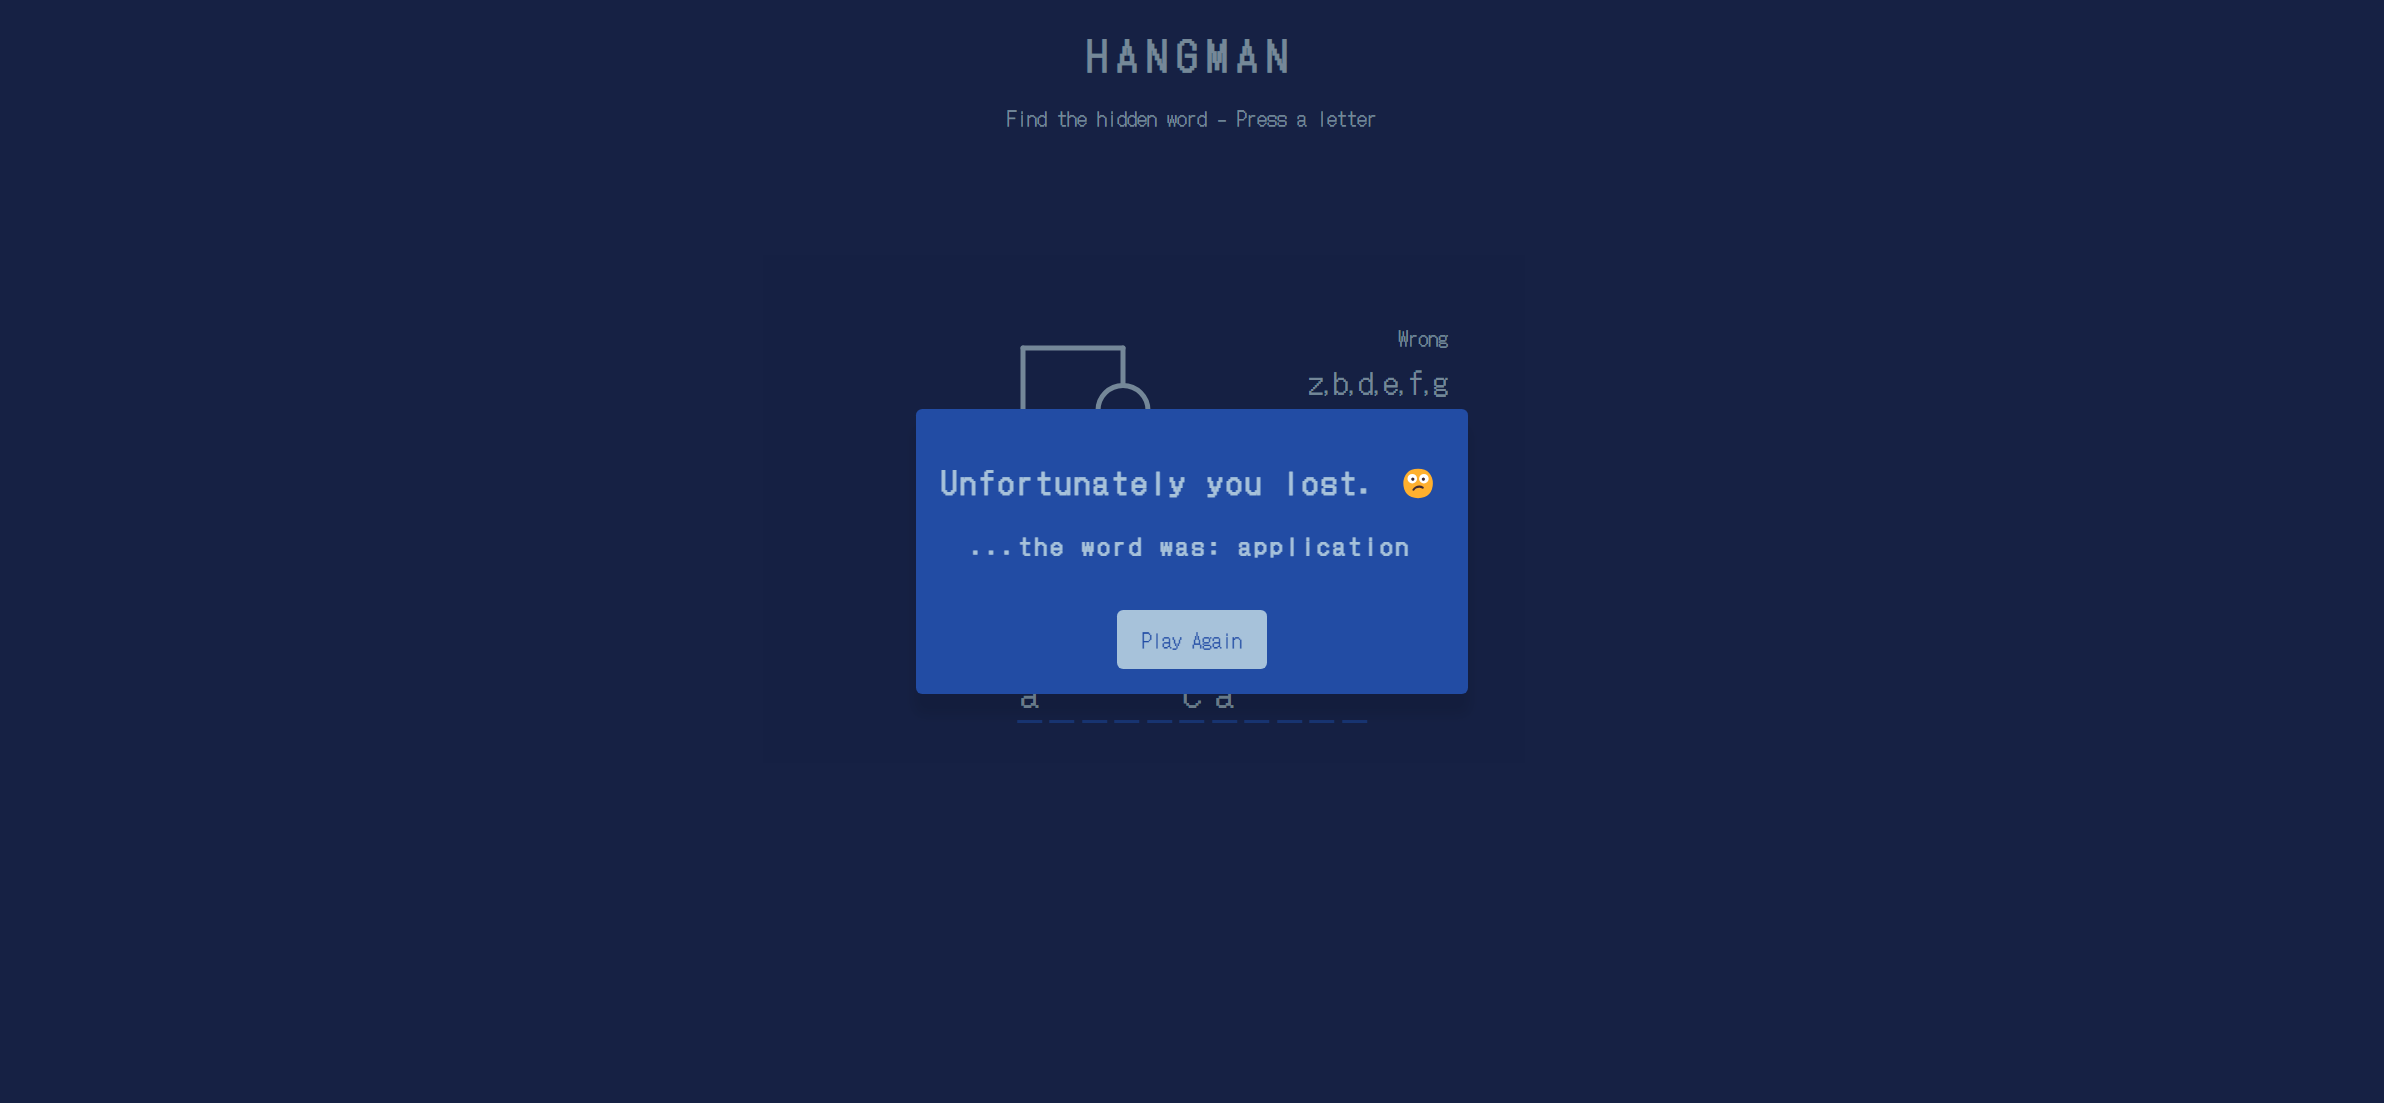 HANGMAN
Find the hidden word - Press a letter
Wrong
z,b,d,e,f,g
Unfortunately you lost. 😕
...the word was: application
Play Again
a c a